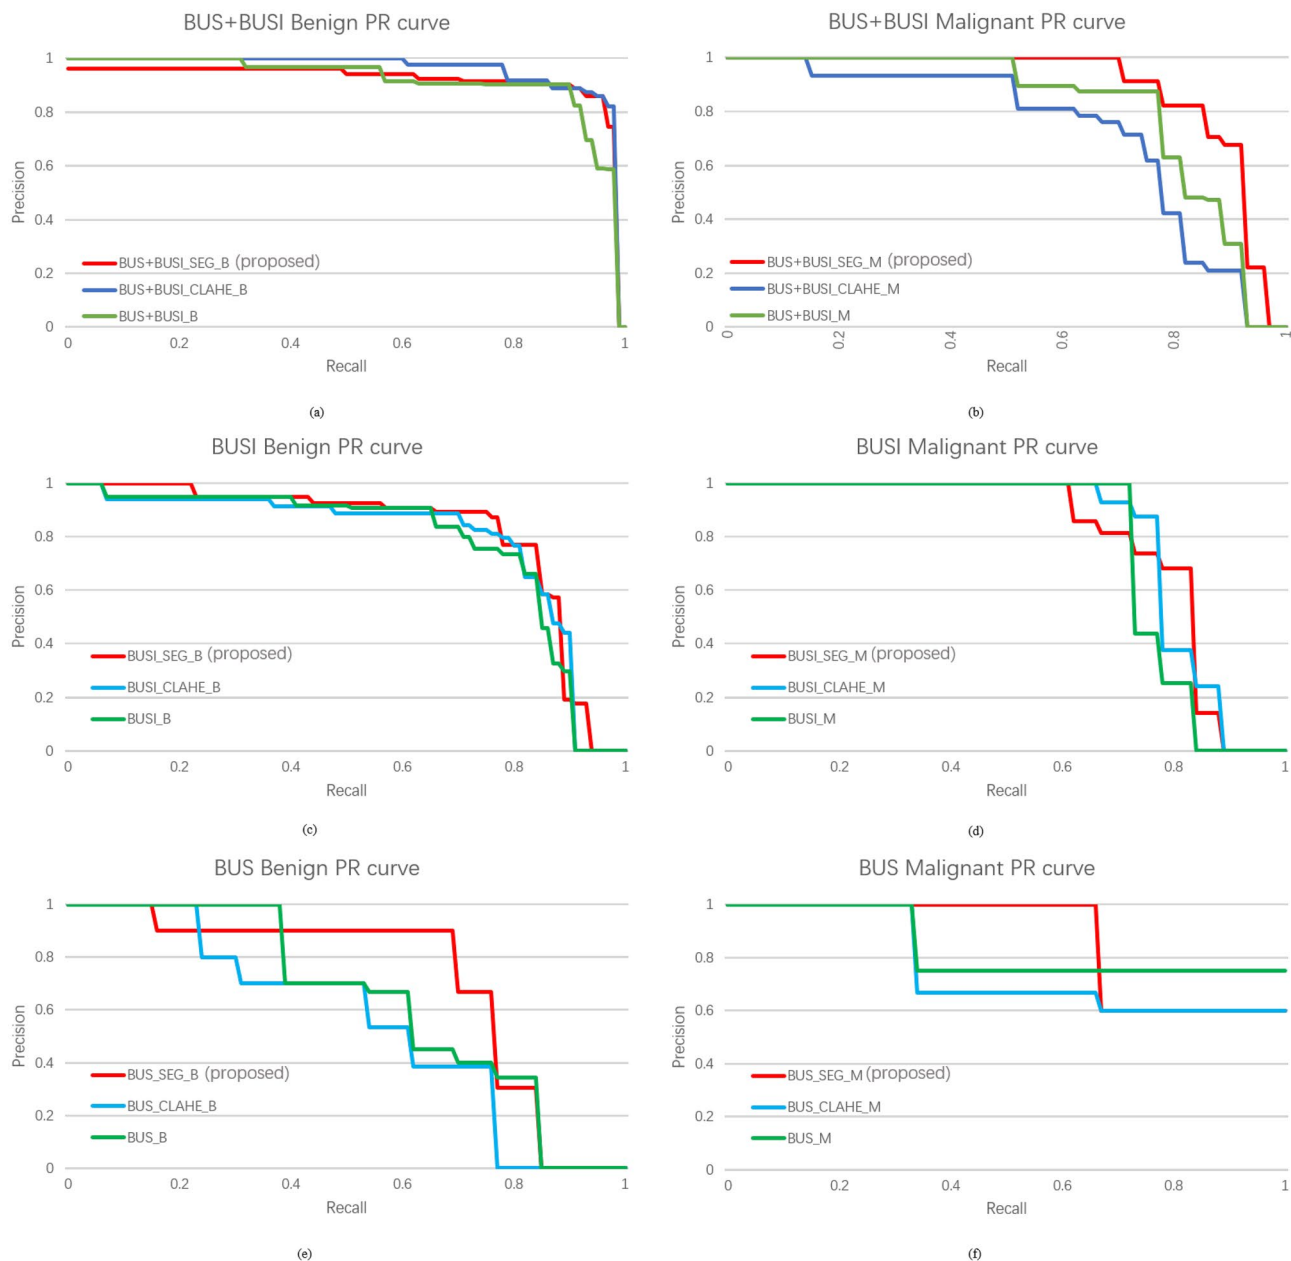 BUS+BUSI Benign PR curve
1
0.8
0.6
0.4
0.2
0
Precision
BUS+BUSI_SEG_B (proposed)
BUS+BUSI_CLAHE_B
BUS+BUSI_B
0 0.2 0.4 0.6 0.8 1
Recall
(a)
BUS+BUSI Malignant PR curve
1
0.8
0.6
0.4
0.2
0
Precision
BUS+BUSI_SEG_M (proposed)
BUS+BUSI_CLAHE_M
BUS+BUSI_M
0 0.2 0.4 0.6 0.8 1
Recall
(b)
BUSI Benign PR curve
1
0.8
0.6
0.4
0.2
0
Precision
BUSI_SEG_B (proposed)
BUSI_CLAHE_B
BUSI_B
0 0.2 0.4 0.6 0.8 1
Recall
(c)
BUSI Malignant PR curve
1
0.8
0.6
0.4
0.2
0
Precision
BUSI_SEG_M (proposed)
BUSI_CLAHE_M
BUSI_M
0 0.2 0.4 0.6 0.8 1
Recall
(d)
BUS Benign PR curve
1
0.8
0.6
0.4
0.2
0
Precision
BUS_SEG_B (proposed)
BUS_CLAHE_B
BUS_B
0 0.2 0.4 0.6 0.8 1
Recall
(e)
BUS Malignant PR curve
1
0.8
0.6
0.4
0.2
0
Precision
BUS_SEG_M (proposed)
BUS_CLAHE_M
BUS_M
0 0.2 0.4 0.6 0.8 1
Recall
(f)